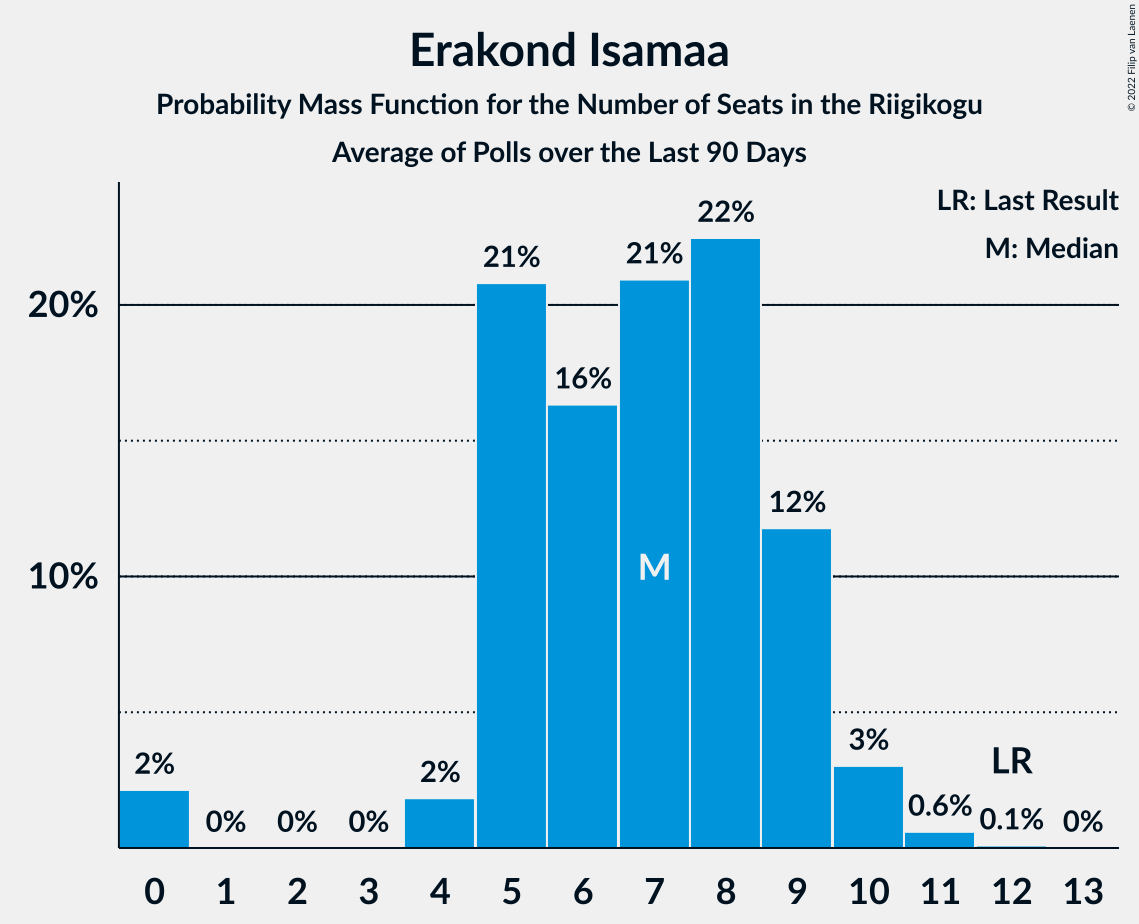 Erakond Isamaa
Probability Mass Function for the Number of Seats in the Riigikogu
Average of Polls over the Last 90 Days
© 2022 Filip van Laenen
LR: Last Result
M: Median
22%
21%
21%
20%
16%
12%
10%
M
3%
LR
2%
2%
0.6%
0.1%
0%
0%
0%
0%
0 1 2 3 4 5 6 7 8 9 10 11 12 13